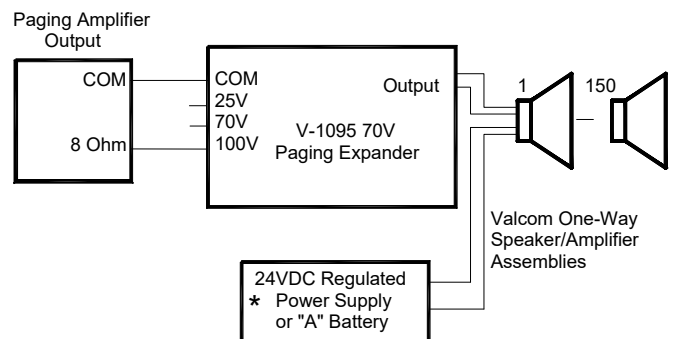 Paging Amplifier
Output
COM
8 Ohm
COM
25V
70V
100V
Output
V-1095 70V
Paging Expander
1
150
Valcom One-Way
Speaker/Amplifier
Assemblies
24VDC Regulated
* Power Supply
or "A" Battery